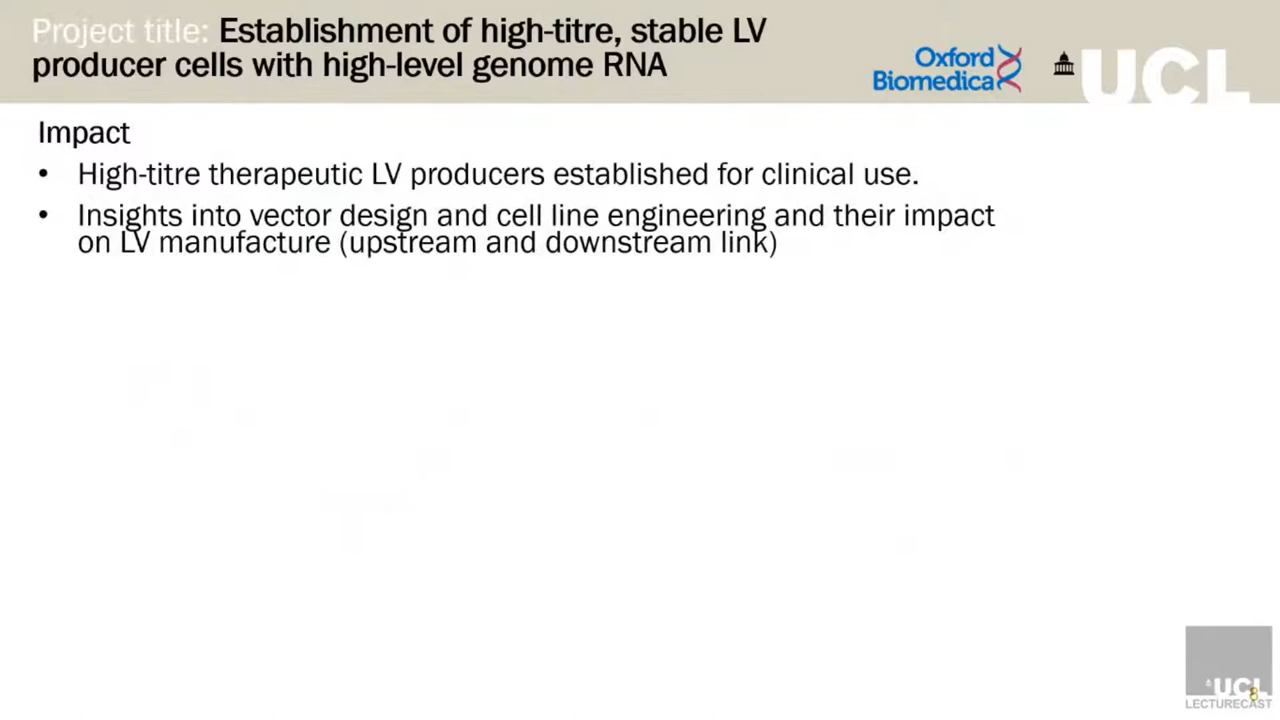 Project title: Establishment of high-titre, stable LV
producer cells with high-level genome RNA
Oxford
Biomedica
UCL
Impact
• High-titre therapeutic LV producers established for clinical use.
• Insights into vector design and cell line engineering and their impact
on LV manufacture (upstream and downstream link)
UCL
8
LECTURECAST